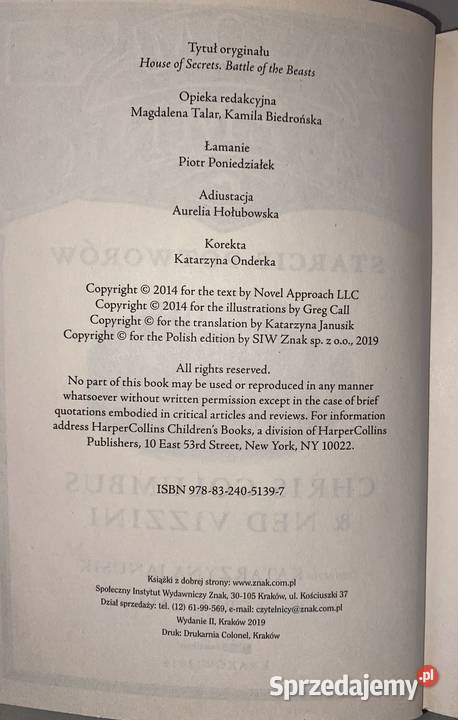 Tytuł oryginału
House of Secrets. Battle of the Beasts
Opieka redakcyjna
Magdalena Talar, Kamila Biedrońska
Łamanie
Piotr Poniedziałek
Adiustacja
Aurelia Hołubowska
Korekta
Katarzyna Onderka
Copyright © 2014 for the text by Novel Approach LLC
Copyright © 2014 for the illustrations by Greg Call
Copyright © for the translation by Katarzyna Janusik
Copyright © for the Polish edition by SIW Znak sp. z o.o., 2019
All rights reserved.
No part of this book may be used or reproduced in any manner
whatsoever without written permission except in the case of brief
quotations embodied in critical articles and reviews. For information
address HarperCollins Children's Books, a division of HarperCollins
Publishers, 10 East 53rd Street, New York, NY 10022.
ISBN 978-83-240-5139-7
CHRIS COLUMBUS
& NED VIZZINI
KATARZYNA JANUSIK
Książki z dobrej strony: www.znak.com.pl
Społeczny Instytut Wydawniczy Znak, 30-105 Kraków, ul. Kościuszki 37
Dział sprzedaży: tel. (12) 61-99-569, e-mail: czytelnicy@znak.com.pl
Wydanie II, Kraków 2019
Druk: Drukarnia Colonel, Kraków
Sprzedajemy.pl